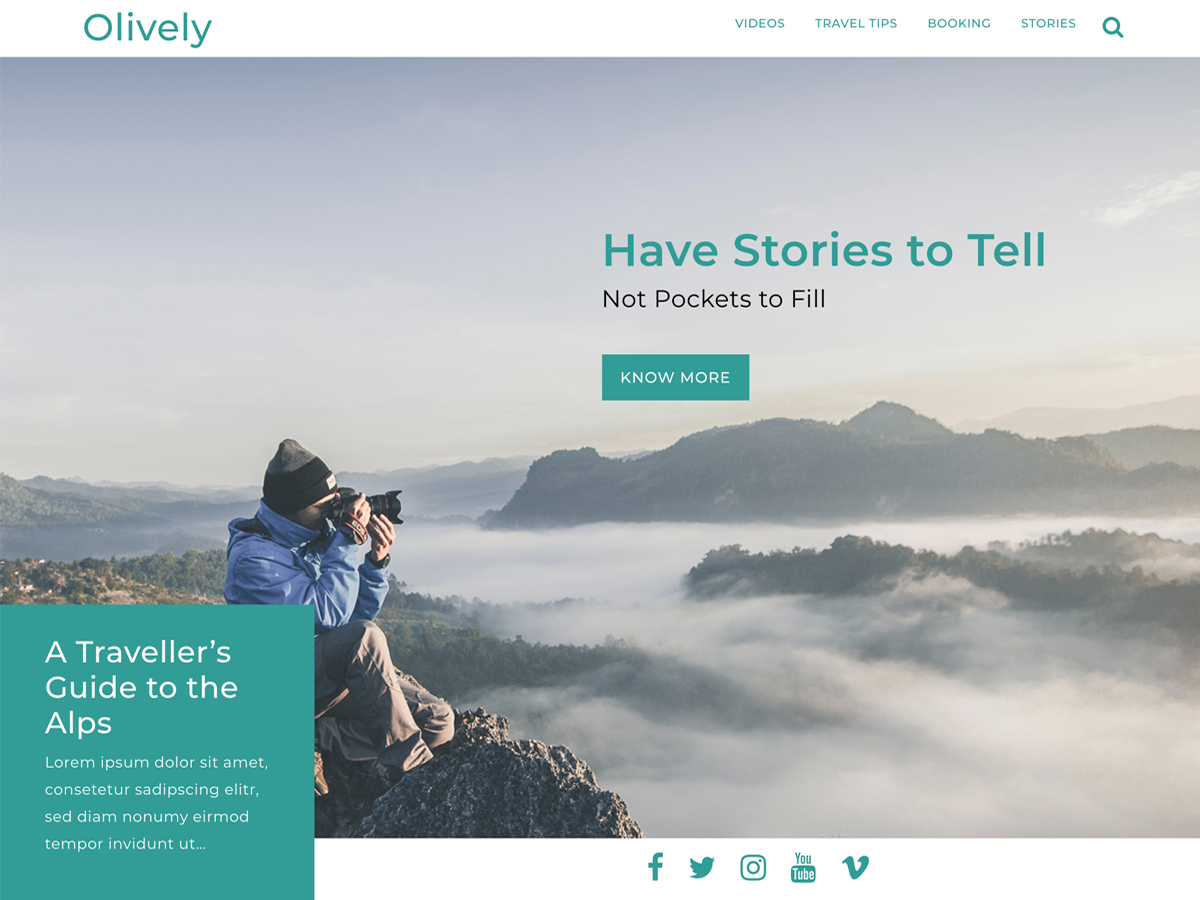 Olively
VIDEOS
TRAVEL TIPS
BOOKING
STORIES
Have Stories to Tell
Not Pockets to Fill
KNOW MORE
A Traveller’s
Guide to the
Alps
Lorem ipsum dolor sit amet,
consetetur sadipscing elitr,
sed diam nonumy eirmod
tempor invidunt ut...
You
Tube